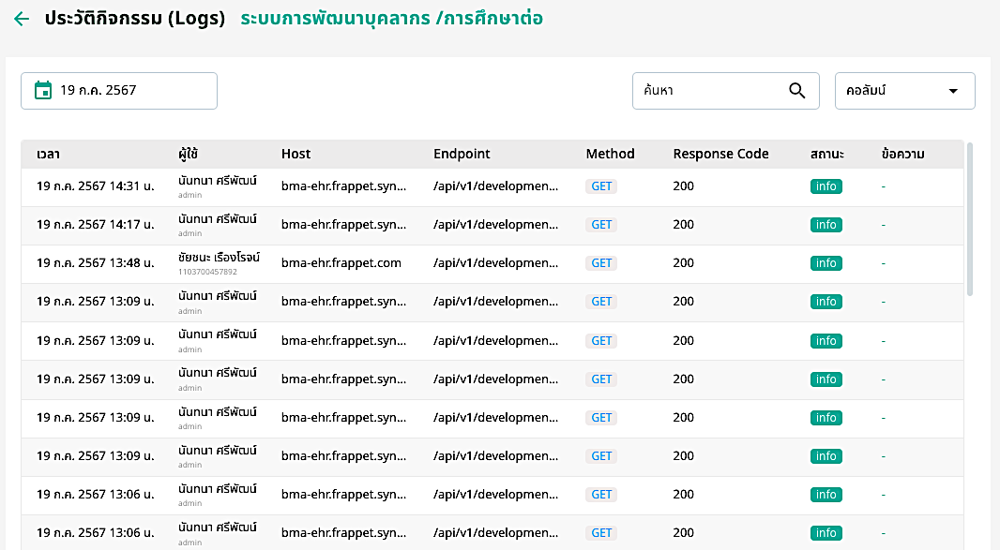 ประวัติกิจกรรม (Logs) ระบบการพัฒนาบุคลากร /การศึกษาต่อ
19 ก.ค. 2567 ค้นหา คอลัมน์
เวลา ผู้ใช้ Host Endpoint Method Response Code สถานะ ข้อความ
19 ก.ค. 2567 14:31 น. นันทนา ศรีพัฒน์ bma-ehr.frappet.syn... /api/v1/developmen... GET 200 info -
admin
19 ก.ค. 2567 14:17 น. นันทนา ศรีพัฒน์ bma-ehr.frappet.syn... /api/v1/developmen... GET 200 info -
admin
19 ก.ค. 2567 13:48 น. ชัยชนะ เรืองโรจน์ bma-ehr.frappet.com /api/v1/developmen... GET 200 info -
1103700457892
19 ก.ค. 2567 13:09 น. นันทนา ศรีพัฒน์ bma-ehr.frappet.syn... /api/v1/developmen... GET 200 info -
admin
19 ก.ค. 2567 13:09 น. นันทนา ศรีพัฒน์ bma-ehr.frappet.syn... /api/v1/developmen... GET 200 info -
admin
19 ก.ค. 2567 13:09 น. นันทนา ศรีพัฒน์ bma-ehr.frappet.syn... /api/v1/developmen... GET 200 info -
admin
19 ก.ค. 2567 13:09 น. นันทนา ศรีพัฒน์ bma-ehr.frappet.syn... /api/v1/developmen... GET 200 info -
admin
19 ก.ค. 2567 13:09 น. นันทนา ศรีพัฒน์ bma-ehr.frappet.syn... /api/v1/developmen... GET 200 info -
admin
19 ก.ค. 2567 13:06 น. นันทนา ศรีพัฒน์ bma-ehr.frappet.syn... /api/v1/developmen... GET 200 info -
admin
19 ก.ค. 2567 13:06 น. นันทนา ศรีพัฒน์ bma-ehr.frappet.syn... /api/v1/developmen... GET 200 info -
admin